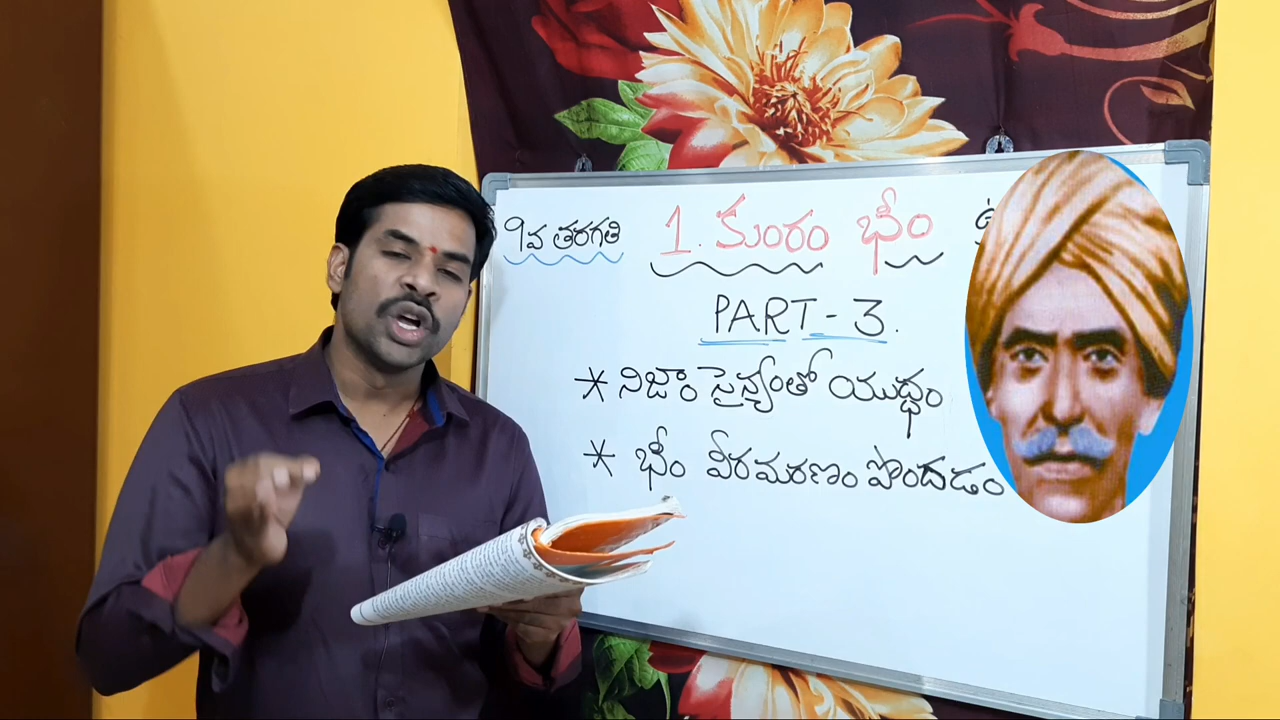 9వ తరగతి 1. కుంరం భీం
PART - 3.
* నిజాం సైన్యంతో యుద్ధం
* భీం వీరమరణం పొందడం